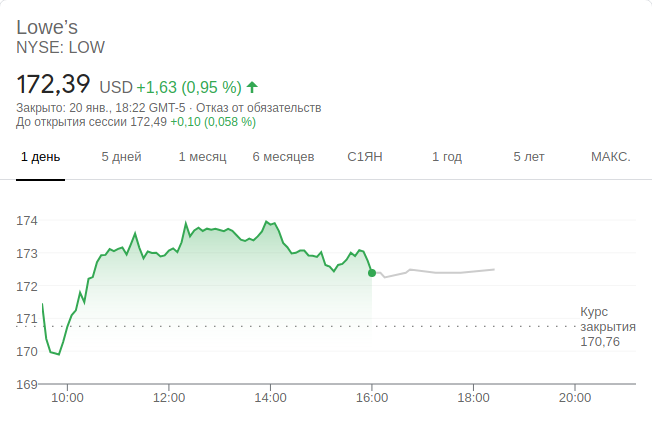 Lowe's
NYSE: LOW
172,39 USD +1,63 (0,95 %)
Закрыто: 20 янв., 18:22 GMT-5 · Отказ от обязательств
До открытия сессии 172,49 +0,10 (0,058 %)
1 день 5 дней 1 месяц 6 месяцев С1ЯН 1 год 5 лет МАКС.
174
173
172
171
170
169
Курс
закрытия
170,76
10:00 12:00 14:00 16:00 18:00 20:00